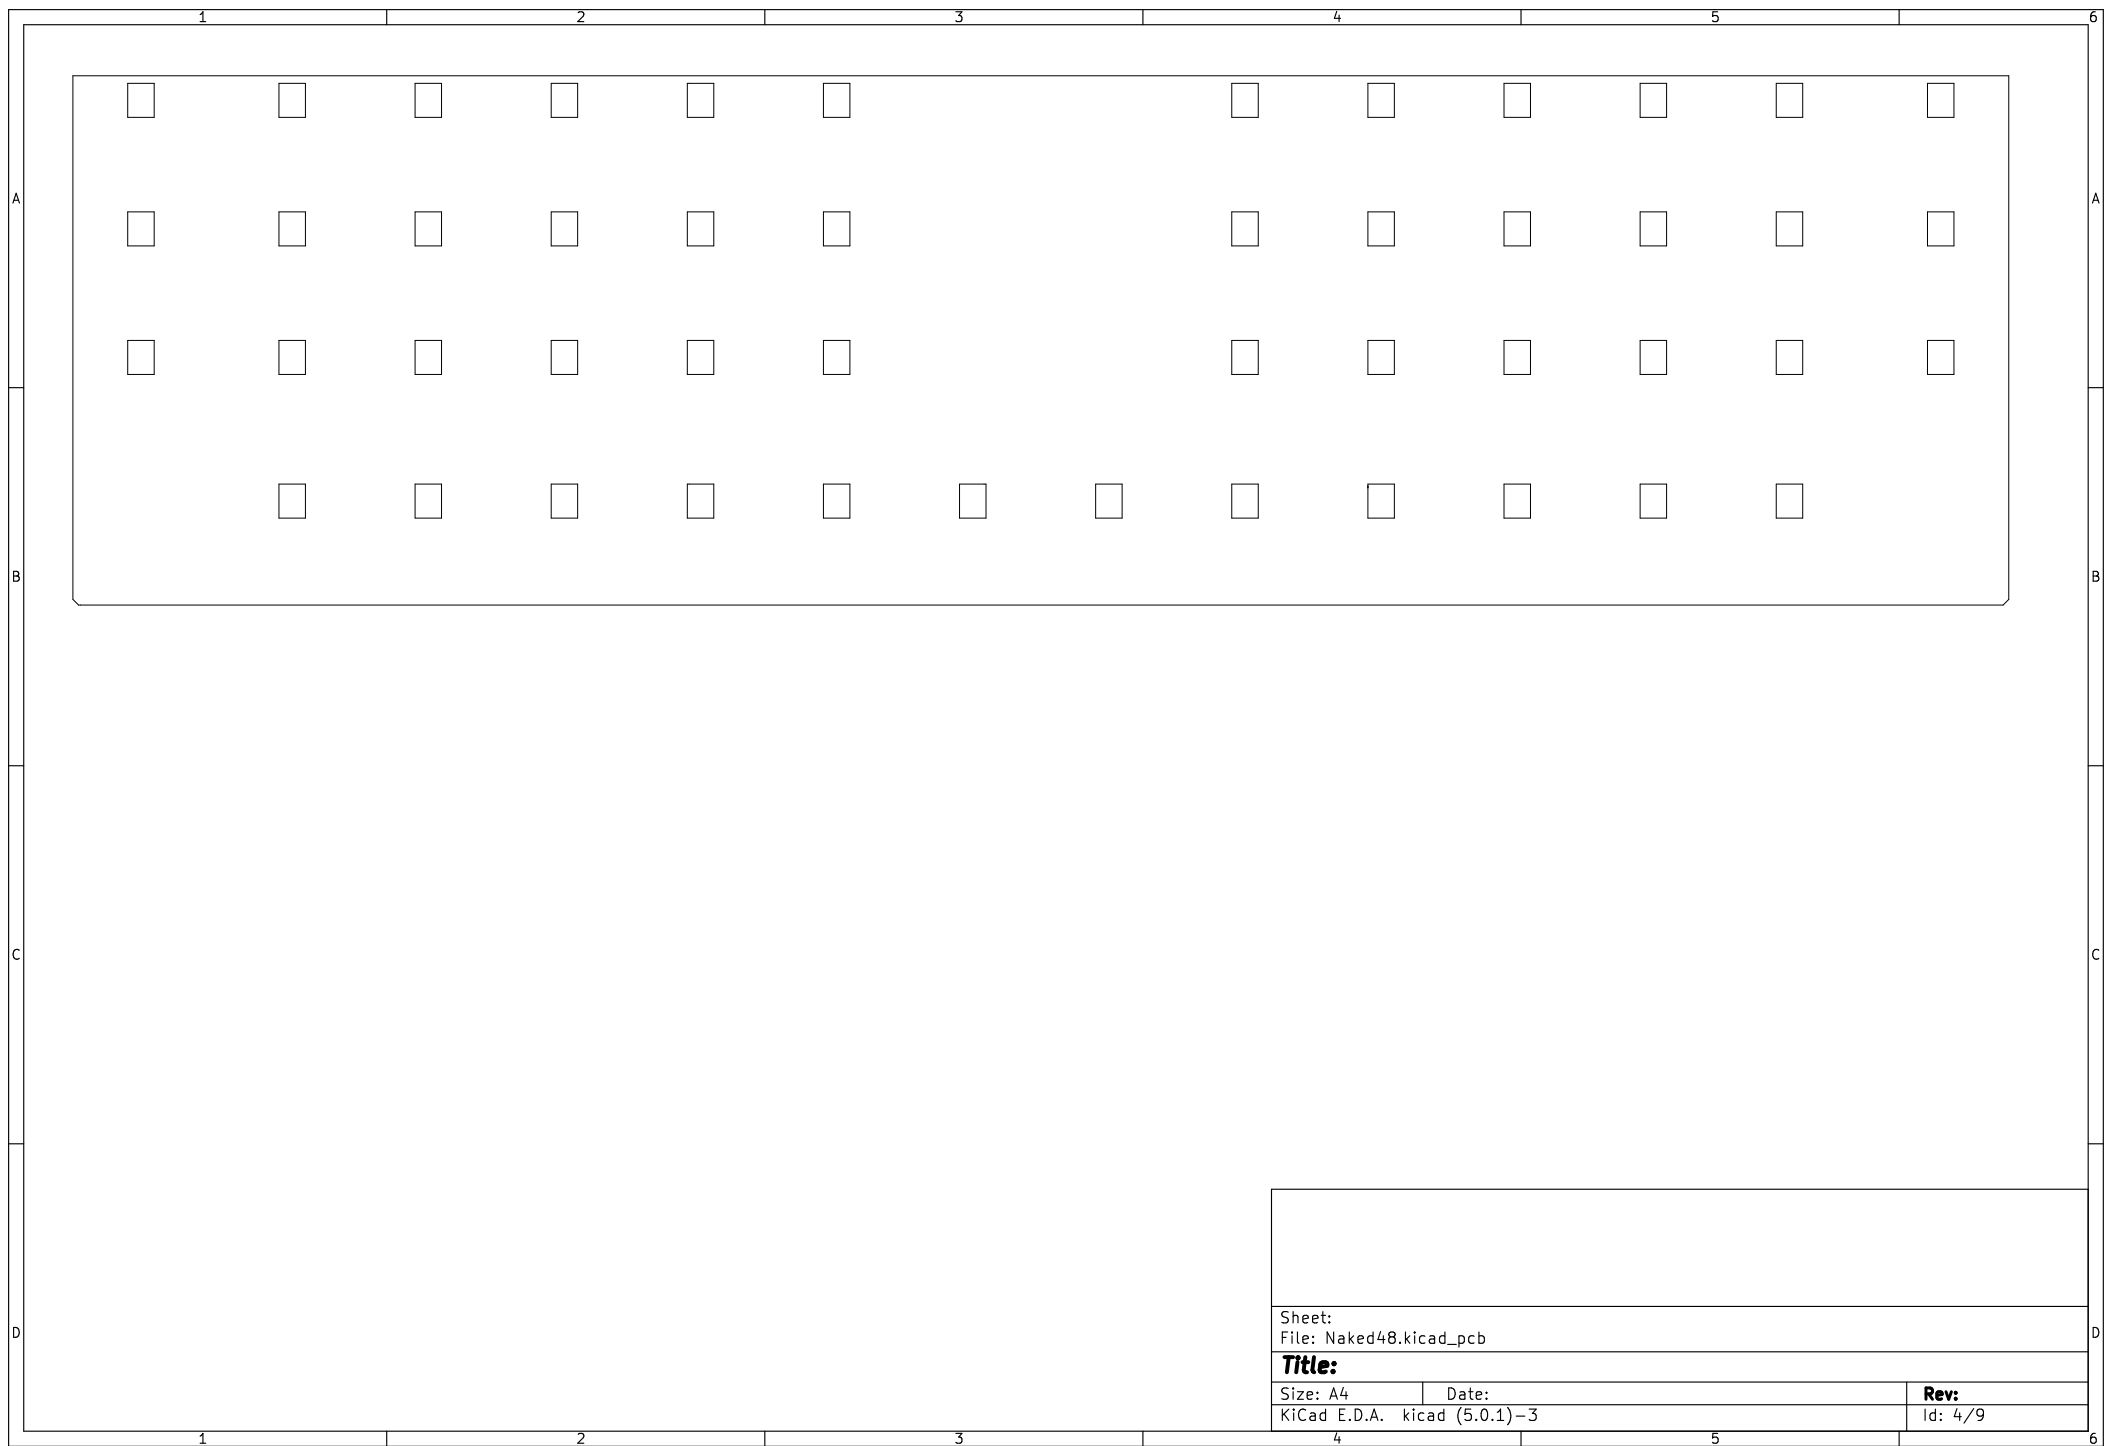 1 2 3 4 5 6
A A
B B
C C
Sheet:
File: Naked48.kicad_pcb
D D
Title:
Size: A4 Date: Rev:
KiCad E.D.A. kicad (5.0.1)-3 Id: 4/9
1 2 3 4 5 6